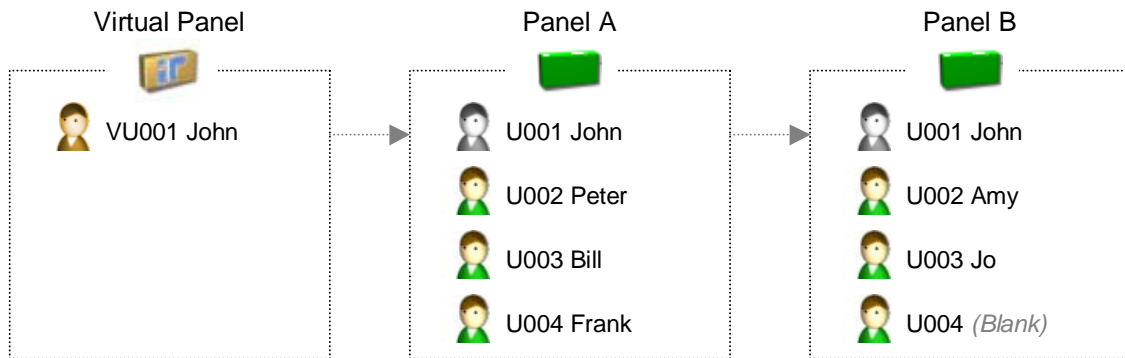 Virtual Panel
Panel A
Panel B
VU001 John
U001 John
U002 Peter
U003 Bill
U004 Frank
U001 John
U002 Amy
U003 Jo
U004 (Blank)